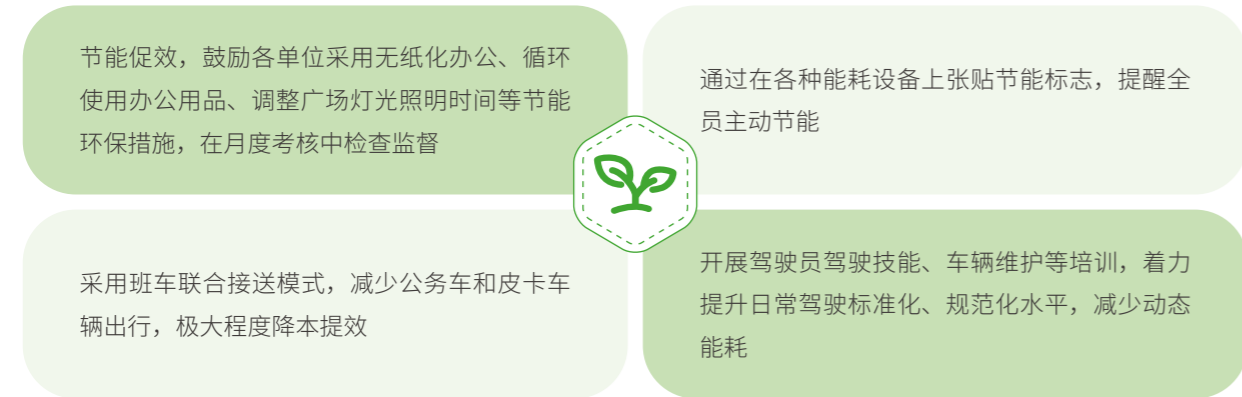 节能促效，鼓励各单位采用无纸化办公、循环
使用办公用品、调整广场灯光照明时间等节能
环保措施，在月度考核中检查监督
通过在各种能耗设备上张贴节能标志，提醒全
员主动节能
采用班车联合接送模式，减少公务车和皮卡车
辆出行，极大程度降本提效
开展驾驶员驾驶技能、车辆维护等培训，着力
提升日常驾驶标准化、规范化水平，减少动态
能耗